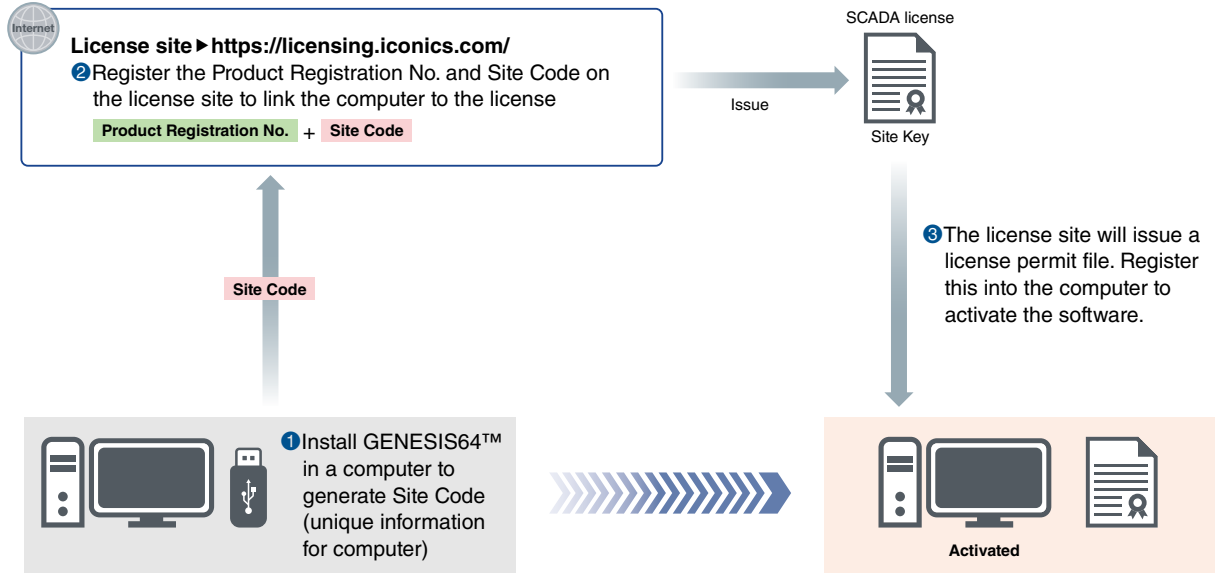 Internet
License site▶https://licensing.iconics.com/
❷Register the Product Registration No. and Site Code on
the license site to link the computer to the license
Product Registration No. + Site Code
Issue
SCADA license
Site Key
❸The license site will issue a
license permit file. Register
this into the computer to
activate the software.
Site Code
❶Install GENESIS64™
in a computer to
generate Site Code
(unique information
for computer)
Activated